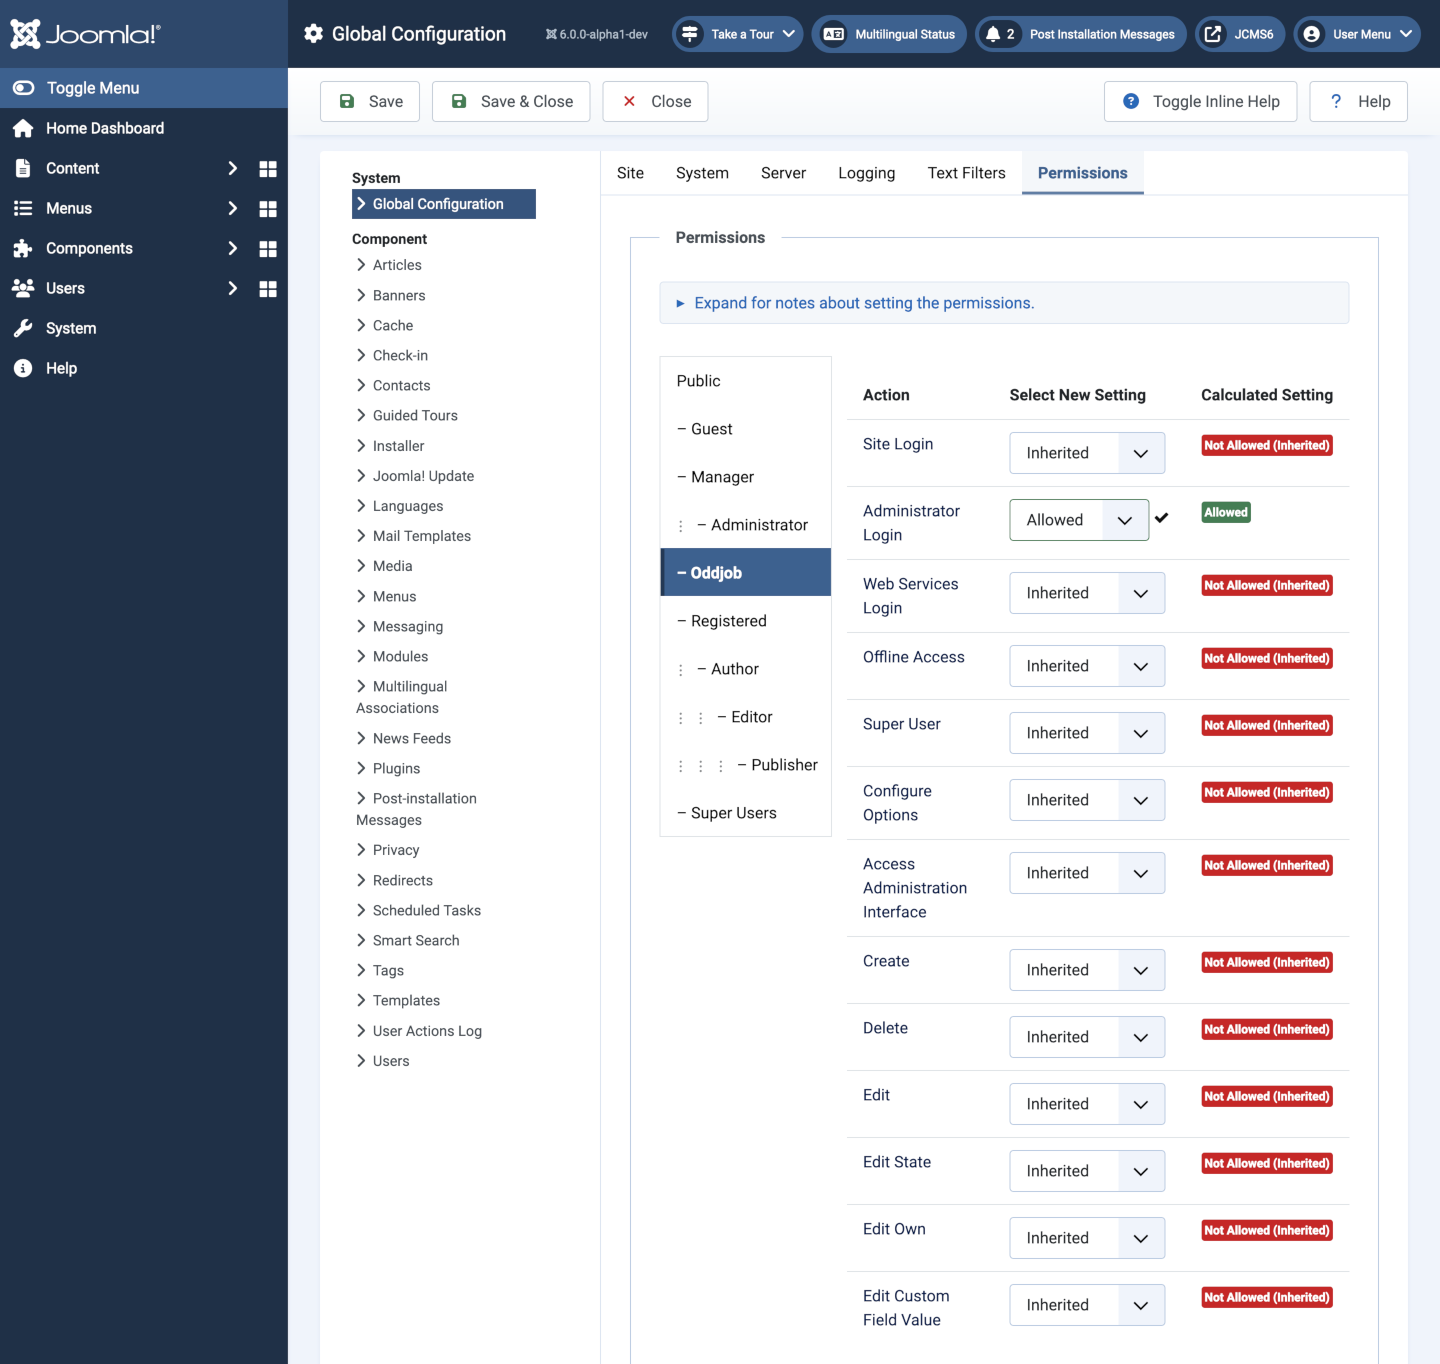 Joomla!®
Global Configuration
6.0.0-alpha1-dev
Take a Tour
Multilingual Status
2 Post Installation Messages
JCMS6
User Menu
Toggle Menu
Home Dashboard
Content
Menus
Components
Users
System
Help
Save
Save & Close
Close
Toggle Inline Help
? Help
System
Global Configuration
Component
Articles
Banners
Cache
Check-in
Contacts
Guided Tours
Installer
Joomla! Update
Languages
Mail Templates
Media
Menus
Messaging
Modules
Multilingual
Associations
News Feeds
Plugins
Post-installation
Messages
Privacy
Redirects
Scheduled Tasks
Smart Search
Tags
Templates
User Actions Log
Users
Site
System
Server
Logging
Text Filters
Permissions
Permissions
Expand for notes about setting the permissions.
Public
– Guest
– Manager
⋮ – Administrator
– Oddjob
– Registered
⋮ – Author
⋮ ⋮ – Editor
⋮ ⋮ ⋮ – Publisher
– Super Users
Action Select New Setting Calculated Setting
Site Login Inherited Not Allowed (Inherited)
Administrator
Login Allowed Allowed
Web Services
Login Inherited Not Allowed (Inherited)
Offline Access Inherited Not Allowed (Inherited)
Super User Inherited Not Allowed (Inherited)
Configure
Options Inherited Not Allowed (Inherited)
Access
Administration
Interface Inherited Not Allowed (Inherited)
Create Inherited Not Allowed (Inherited)
Delete Inherited Not Allowed (Inherited)
Edit Inherited Not Allowed (Inherited)
Edit State Inherited Not Allowed (Inherited)
Edit Own Inherited Not Allowed (Inherited)
Edit Custom
Field Value Inherited Not Allowed (Inherited)